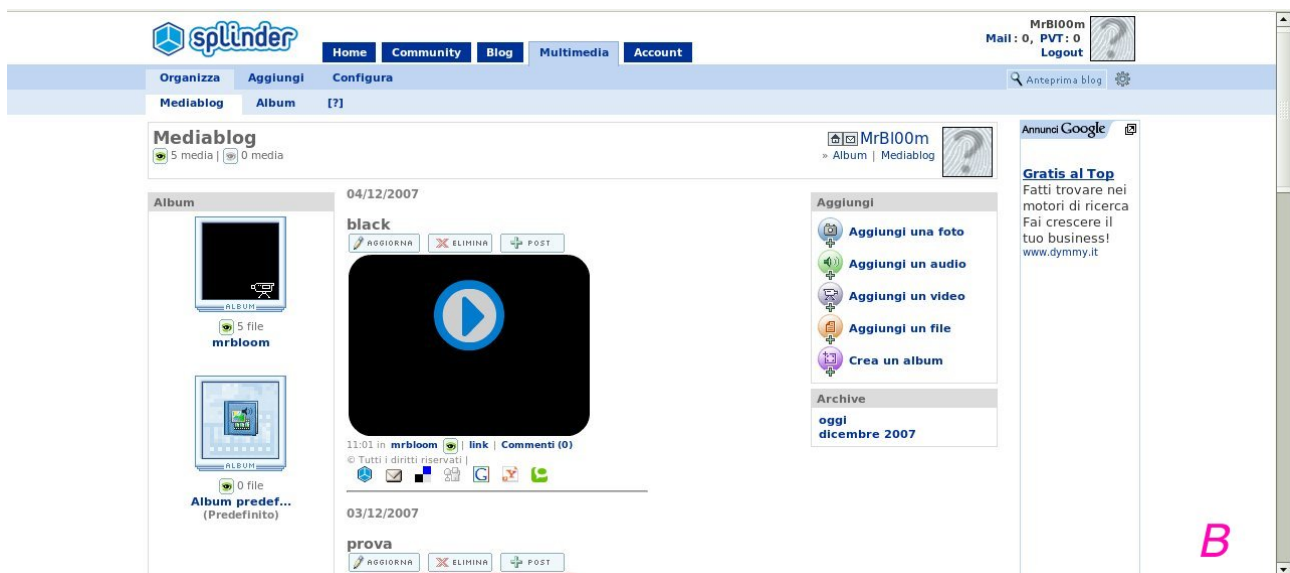 splinder
Home Community Blog Multimedia Account
MrBl00m
Mail: 0, PVT: 0
Logout
Organizza Aggiungi Configura
Anteprima blog
Mediablog Album [?]
Mediablog
5 media | 0 media
MrBl00m
» Album | Mediablog
Album
ALBUM
5 file
mrbloom
ALBUM
0 file
Album predef...
(Predefinito)
04/12/2007
black
AGGIORNA ELIMINA POST
11:01 in mrbloom | link | Commenti (0)
© Tutti i diritti riservati |
03/12/2007
prova
AGGIORNA ELIMINA POST
Aggiungi
Aggiungi una foto
Aggiungi un audio
Aggiungi un video
Aggiungi un file
Crea un album
Archive
oggi
dicembre 2007
Annunci Google
Gratis al Top
Fatti trovare nei
motori di ricerca
Fai crescere il
tuo business!
www.dymmy.it
B